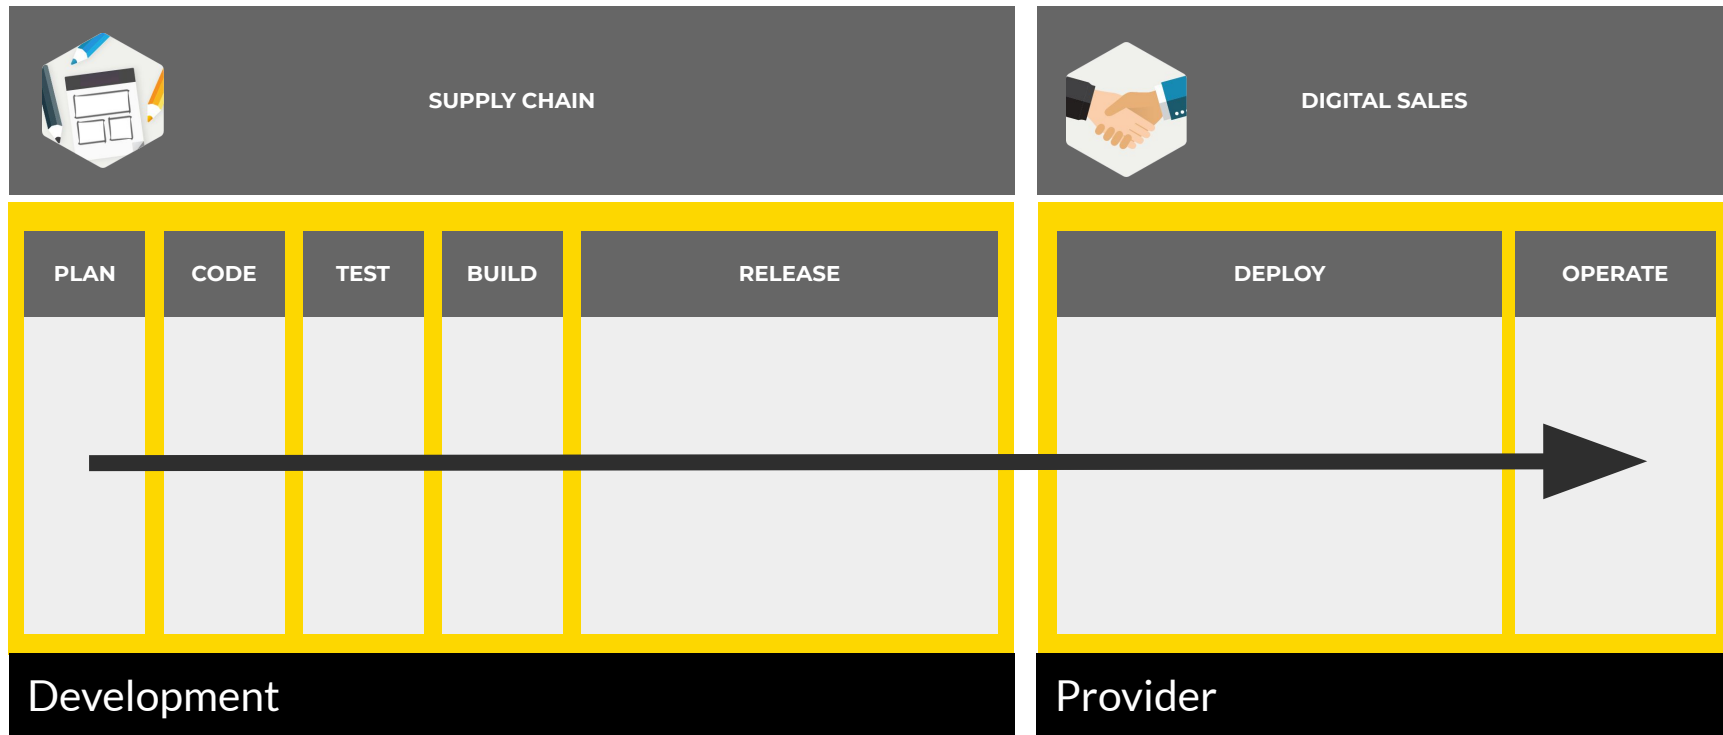 SUPPLY CHAIN
DIGITAL SALES
PLAN
CODE
TEST
BUILD
RELEASE
DEPLOY
OPERATE
Development
Provider